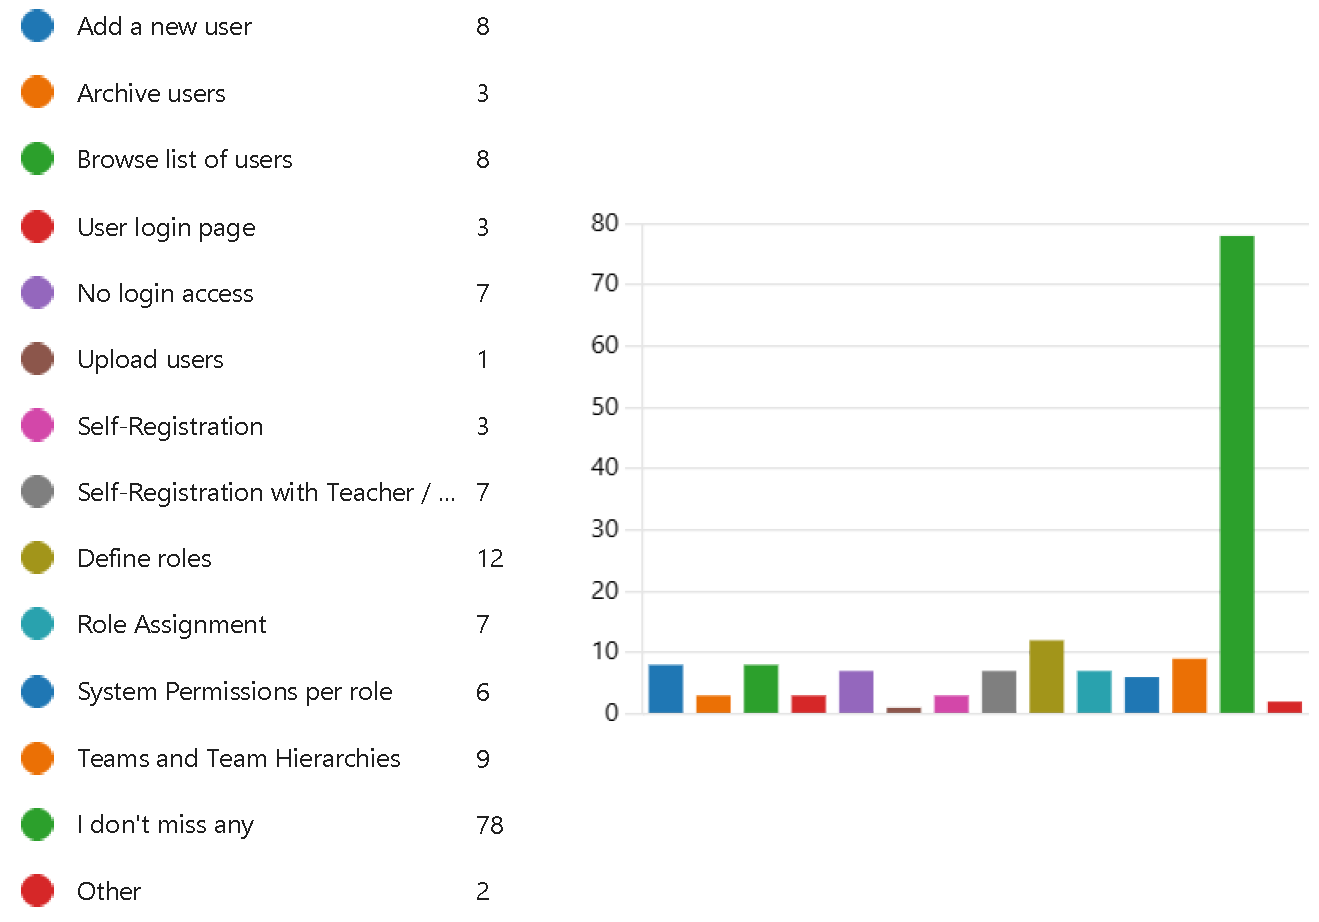 Add a new user 8
Archive users 3
Browse list of users 8
User login page 3
No login access 7
Upload users 1
Self-Registration 3
Self-Registration with Teacher / ... 7
Define roles 12
Role Assignment 7
System Permissions per role 6
Teams and Team Hierarchies 9
I don't miss any 78
Other 2
80
70
60
50
40
30
20
10
0